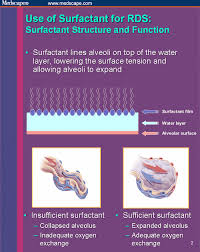 Medscape® www.medscape.com
Use of Surfactant for RDS:
Surfactant Structure and Function
• Surfactant lines alveoli on top of the water
layer, lowering the surface tension and
allowing alveoli to expand
Surfactant film
Water layer
Alveolar surface
• Insufficient surfactant
– Collapsed alveolus
– Inadequate oxygen
exchange
• Sufficient surfactant
– Expanded alveolus
– Adequate oxygen
exchange
2